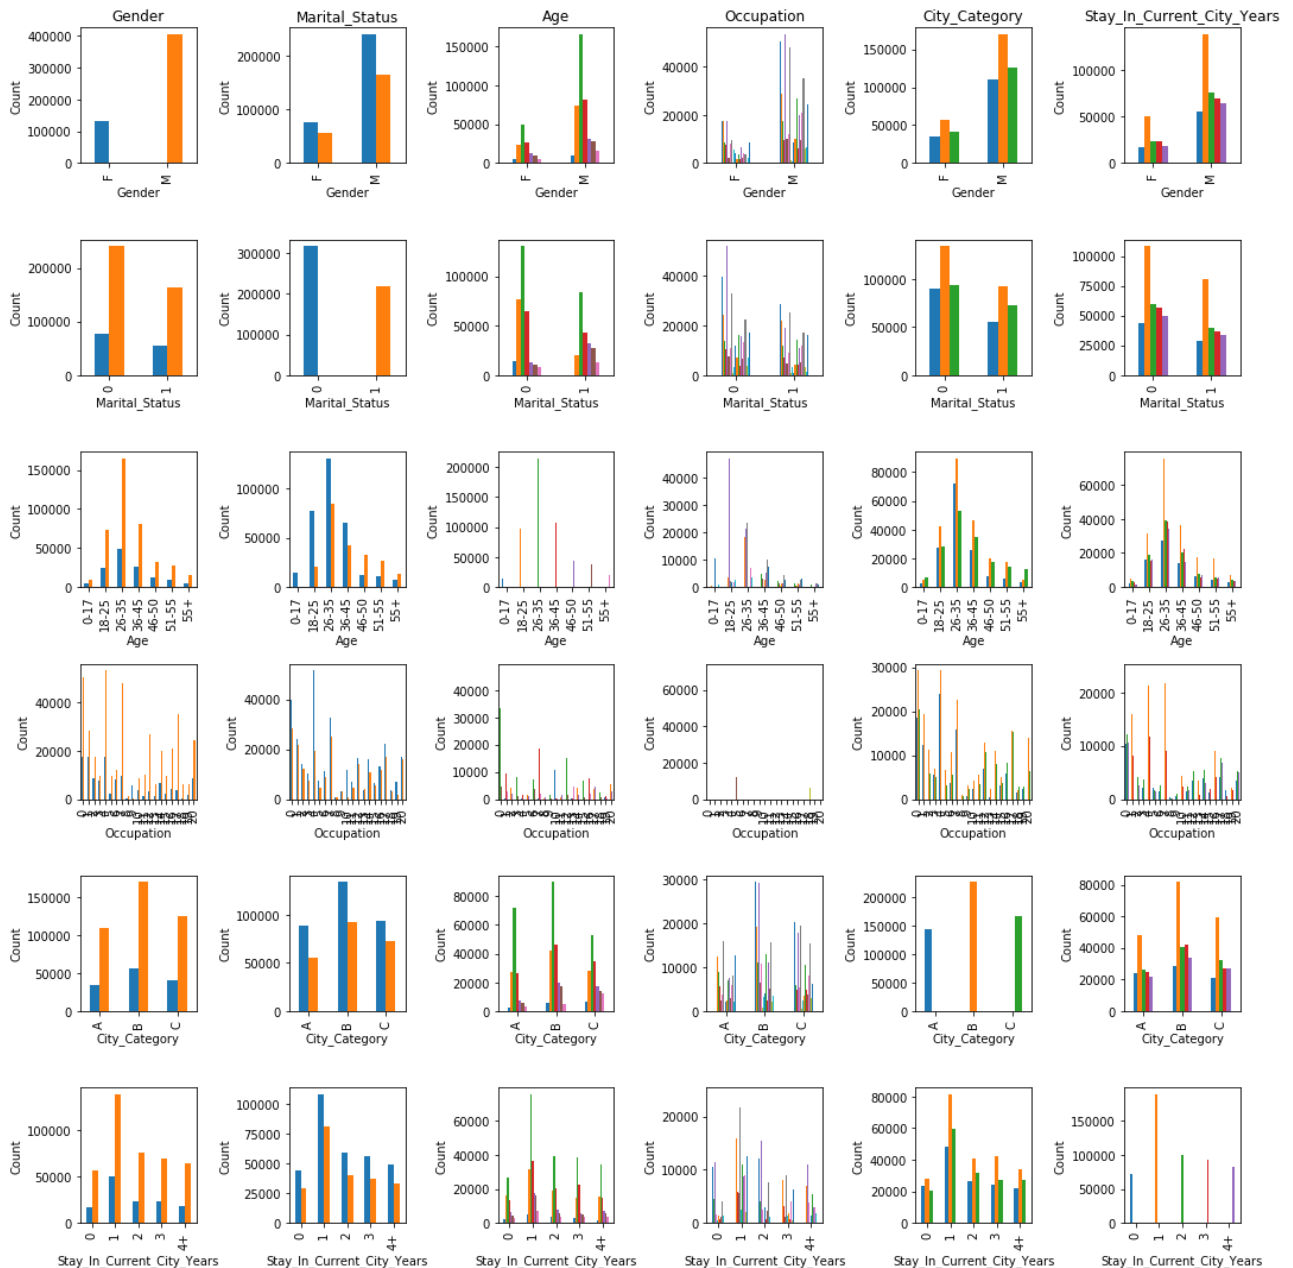 Gender Marital_Status Age Occupation City_Category Stay_In_Current_City_Years
400000
300000
200000
100000
0
Count
F M
Gender
200000
100000
0
Count
F M
Gender
150000
100000
50000
0
Count
F M
Gender
40000
20000
0
Count
F M
Gender
150000
100000
50000
0
Count
F M
Gender
100000
50000
0
Count
F M
Gender
200000
100000
0
Count
0 1
Marital_Status
300000
200000
100000
0
Count
0 1
Marital_Status
100000
50000
0
Count
0 1
Marital_Status
40000
20000
0
Count
0 1
Marital_Status
100000
50000
0
Count
0 1
Marital_Status
100000
75000
50000
25000
0
Count
0 1
Marital_Status
150000
100000
50000
0
Count
0-17 18-25 26-35 36-45 46-50 51-55 55+
Age
100000
50000
0
Count
0-17 18-25 26-35 36-45 46-50 51-55 55+
Age
200000
150000
100000
50000
0
Count
0-17 18-25 26-35 36-45 46-50 51-55 55+
Age
40000
30000
20000
10000
0
Count
0-17 18-25 26-35 36-45 46-50 51-55 55+
Age
80000
60000
40000
20000
0
Count
0-17 18-25 26-35 36-45 46-50 51-55 55+
Age
60000
40000
20000
0
Count
0-17 18-25 26-35 36-45 46-50 51-55 55+
Age
40000
20000
0
Count
Occupation
40000
20000
0
Count
Occupation
40000
30000
20000
10000
0
Count
Occupation
60000
40000
20000
0
Count
Occupation
30000
20000
10000
0
Count
Occupation
20000
10000
0
Count
Occupation
150000
100000
50000
0
Count
A B C
City_Category
100000
50000
0
Count
A B C
City_Category
80000
60000
40000
20000
0
Count
A B C
City_Category
30000
20000
10000
0
Count
A B C
City_Category
200000
150000
100000
50000
0
Count
A B C
City_Category
80000
60000
40000
20000
0
Count
A B C
City_Category
100000
50000
0
Count
0 1 2 3 4+
Stay_In_Current_City_Years
100000
75000
50000
25000
0
Count
0 1 2 3 4+
Stay_In_Current_City_Years
60000
40000
20000
0
Count
0 1 2 3 4+
Stay_In_Current_City_Years
20000
10000
0
Count
0 1 2 3 4+
Stay_In_Current_City_Years
80000
60000
40000
20000
0
Count
0 1 2 3 4+
Stay_In_Current_City_Years
150000
100000
50000
0
Count
0 1 2 3 4+
Stay_In_Current_City_Years